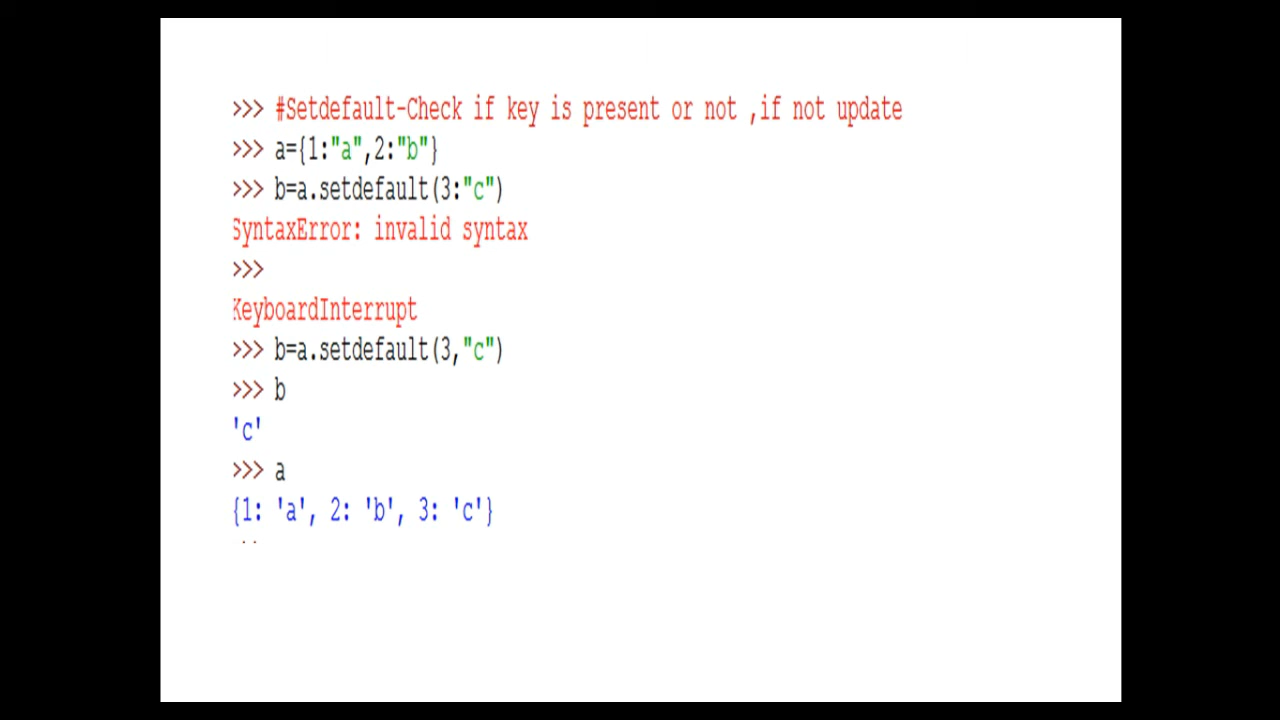 >>> #Setdefault-Check if key is present or not ,if not update
>>> a={1:"a",2:"b"}
>>> b=a.setdefault(3:"c")
SyntaxError: invalid syntax
>>>
KeyboardInterrupt
>>> b=a.setdefault(3,"c")
>>> b
'c'
>>> a
{1: 'a', 2: 'b', 3: 'c'}